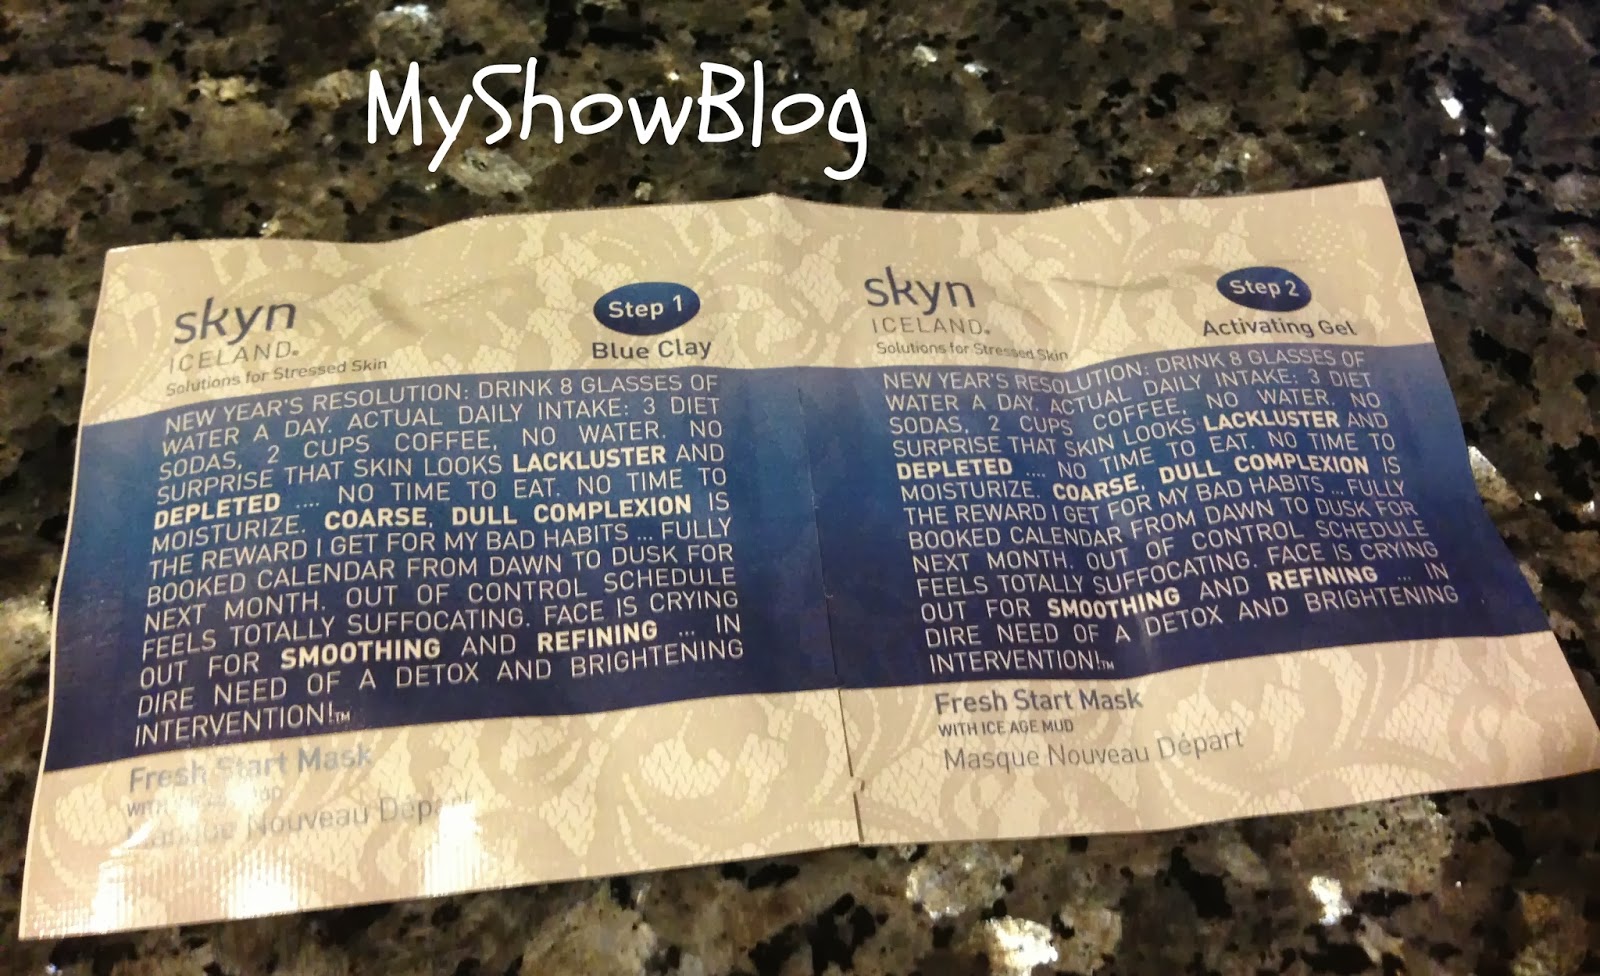 MyShowBlog
skyn
ICELAND®
Solutions for Stressed Skin
Step 1
Blue Clay
NEW YEAR'S RESOLUTION: DRINK 8 GLASSES OF
WATER A DAY. ACTUAL DAILY INTAKE: 3 DIET
SODAS, 2 CUPS COFFEE, NO WATER. NO
SURPRISE THAT SKIN LOOKS LACKLUSTER AND
DEPLETED .... NO TIME TO EAT. NO TIME TO
MOISTURIZE. COARSE, DULL COMPLEXION IS
THE REWARD I GET FOR MY BAD HABITS ... FULLY
BOOKED CALENDAR FROM DAWN TO DUSK FOR
NEXT MONTH. OUT OF CONTROL SCHEDULE
FEELS TOTALLY SUFFOCATING. FACE IS CRYING
OUT FOR SMOOTHING AND REFINING ... IN
DIRE NEED OF A DETOX AND BRIGHTENING
INTERVENTION!™
Fresh Start Mask
WITH
Masque Nouveau Départ
skyn
ICELAND®
Solutions for Stressed Skin
Step 2
Activating Gel
NEW YEAR'S RESOLUTION: DRINK 8 GLASSES OF
WATER A DAY. ACTUAL DAILY INTAKE: 3 DIET
SODAS, 2 CUPS COFFEE, NO WATER. NO
SURPRISE THAT SKIN LOOKS LACKLUSTER AND
DEPLETED .... NO TIME TO EAT. NO TIME TO
MOISTURIZE. COARSE, DULL COMPLEXION IS
THE REWARD I GET FOR MY BAD HABITS ... FULLY
BOOKED CALENDAR FROM DAWN TO DUSK FOR
NEXT MONTH. OUT OF CONTROL SCHEDULE
FEELS TOTALLY SUFFOCATING. FACE IS CRYING
OUT FOR SMOOTHING AND REFINING ... IN
DIRE NEED OF A DETOX AND BRIGHTENING
INTERVENTION!™
Fresh Start Mask
WITH ICE AGE MUD
Masque Nouveau Départ